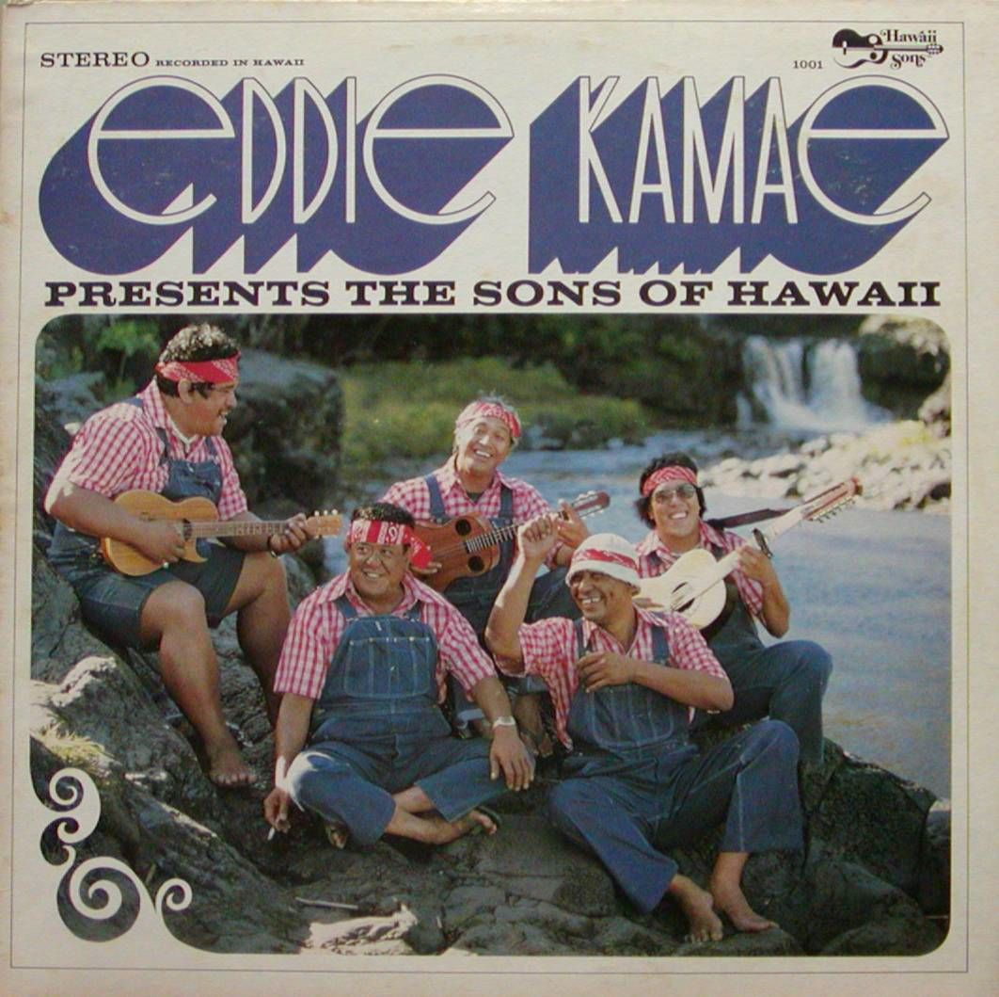 STEREO RECORDED IN HAWAII
1001
Hawaii
Sons
EDDIE KAMAE
PRESENTS THE SONS OF HAWAII